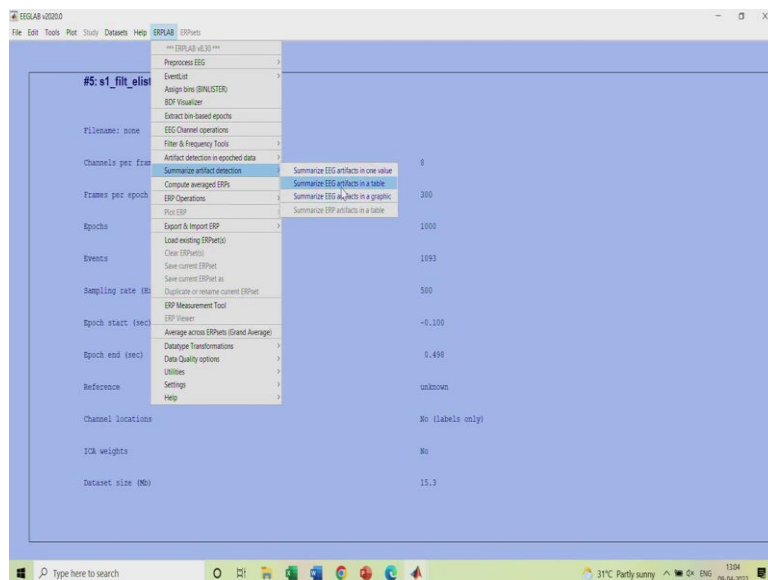 EEGLAB v2020.0
File Edit Tools Plot Study Datasets Help ERPLAB ERPsets
*** ERPLAB v8.30 ***
Preprocess EEG
EventList
Assign bins (BINLISTER)
BDF Visualizer
Extract bin-based epochs
EEG Channel operations
Filter & Frequency Tools
Artifact detection in epoched data
Summarize artifact detection
Compute averaged ERPs
ERP Operations
Plot ERP
Export & Import ERP
Load existing ERPset(s)
Clear ERPset(s)
Save current ERPset
Save current ERPset as
Duplicate or rename current ERPset
ERP Measurement Tool
ERP Viewer
Average across ERPsets (Grand Average)
Datatype Transformations
Data Quality options
Utilities
Settings
Help
Summarize EEG artifacts in one value
Summarize EEG artifacts in a table
Summarize EEG artifacts in a graphic
Summarize ERP artifacts in a table
#5: s1_filt_elist
Filename: none
Channels per fram 8
Frames per epoch 300
Epochs 1000
Events 1093
Sampling rate (Hz 500
Epoch start (sec) -0.100
Epoch end (sec) 0.498
Reference unknown
Channel locations No (labels only)
ICA weights No
Dataset size (Mb) 15.3
Type here to search
31°C Partly sunny ENG 13:04
08-04-2022